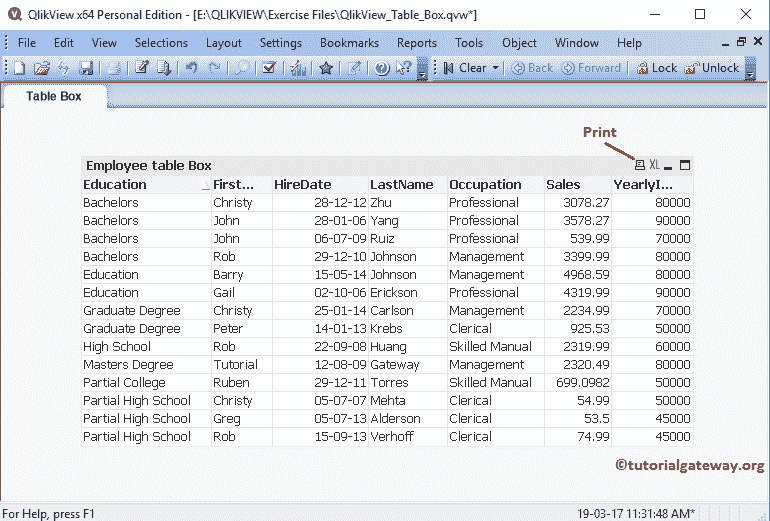 QlikView x64 Personal Edition - [E:\QLIKVIEW\Exercise Files\QlikView_Table_Box.qvw*]
File Edit View Selections Layout Settings Bookmarks Reports Tools Object Window Help
Clear Back Forward Lock Unlock
Table Box
Print
Employee table Box XL
Education First... HireDate LastName Occupation Sales YearlyI...
Bachelors Christy 28-12-12 Zhu Professional 3078.27 80000
Bachelors John 28-01-06 Yang Professional 3578.27 90000
Bachelors John 06-07-09 Ruiz Professional 539.99 70000
Bachelors Rob 29-12-10 Johnson Management 3399.99 80000
Education Barry 15-05-14 Johnson Management 4968.59 80000
Education Gail 02-10-06 Erickson Professional 4319.99 90000
Graduate Degree Christy 25-01-14 Carlson Management 2234.99 70000
Graduate Degree Peter 14-01-13 Krebs Clerical 925.53 50000
High School Rob 22-09-08 Huang Skilled Manual 2319.99 60000
Masters Degree Tutorial 12-08-09 Gateway Management 2320.49 80000
Partial College Ruben 29-12-11 Torres Skilled Manual 699.0982 50000
Partial High School Christy 05-07-07 Mehta Clerical 54.99 50000
Partial High School Greg 05-07-13 Alderson Clerical 53.5 45000
Partial High School Rob 15-09-13 Verhoff Clerical 74.99 45000
©tutorialgateway.org
For Help, press F1 19-03-17 11:31:48 AM*